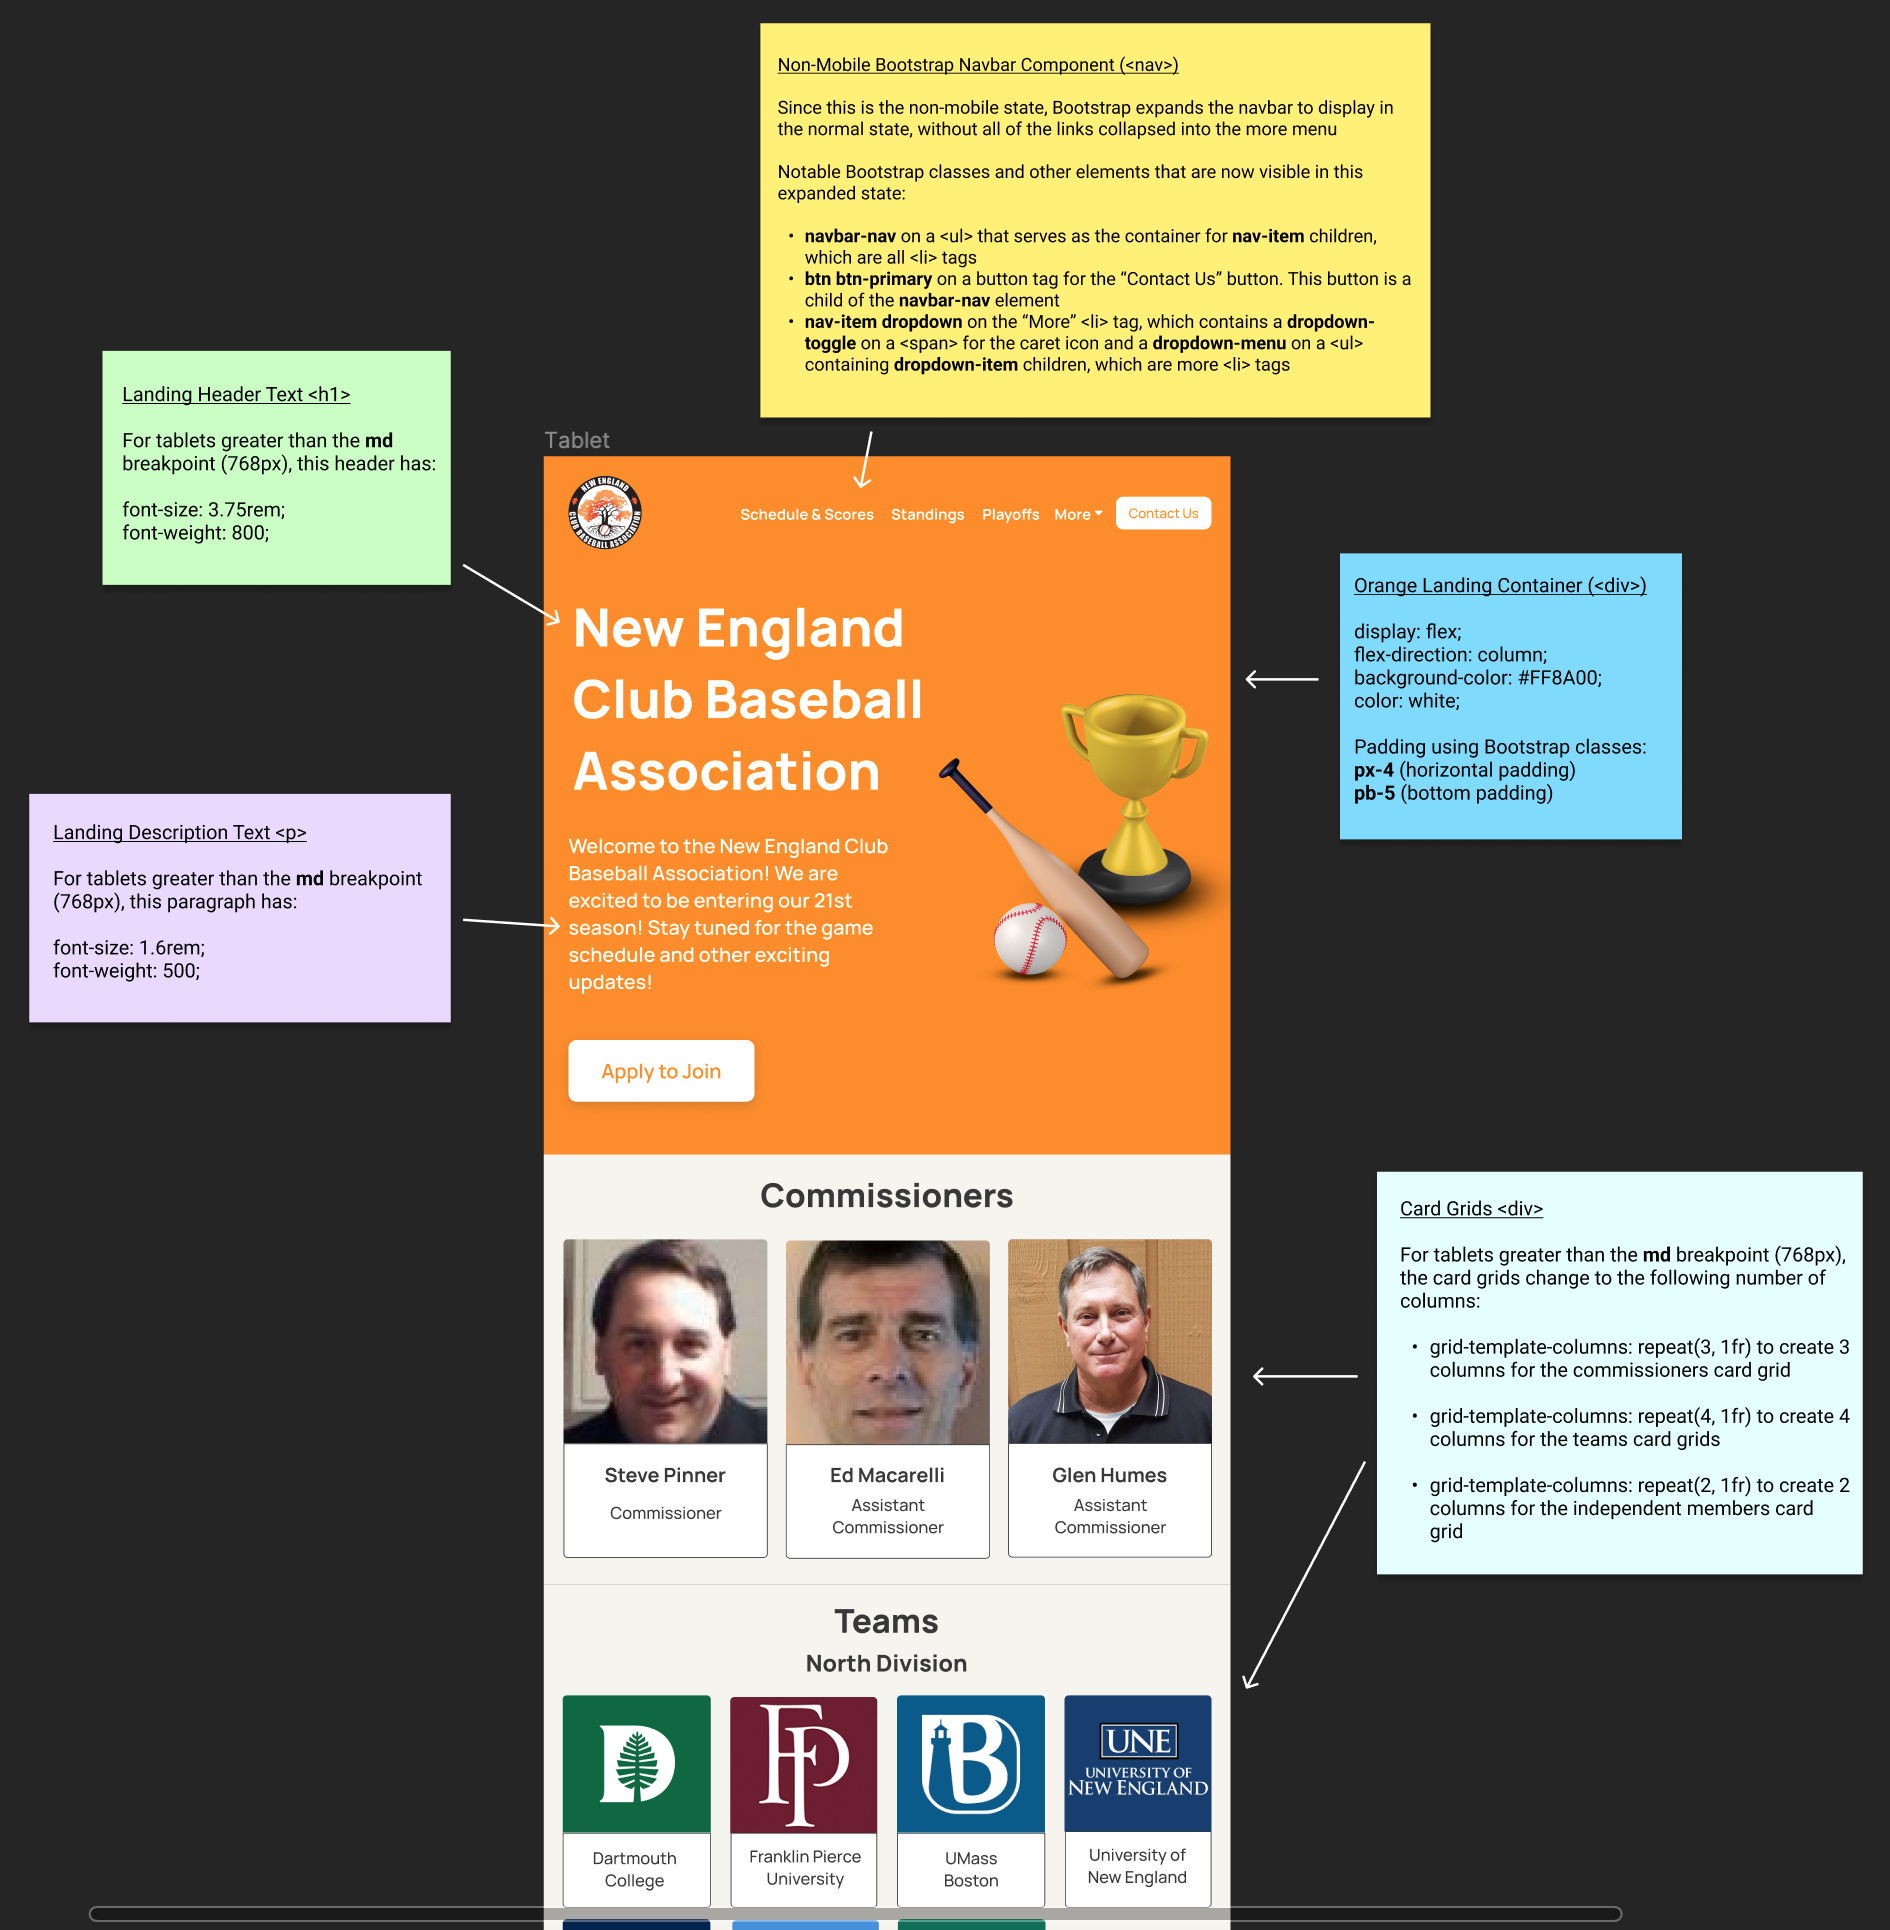 Non-Mobile Bootstrap Navbar Component (<nav>)
Since this is the non-mobile state, Bootstrap expands the navbar to display in
the normal state, without all of the links collapsed into the more menu
Notable Bootstrap classes and other elements that are now visible in this
expanded state:
• navbar-nav on a <ul> that serves as the container for nav-item children,
which are all <li> tags
• btn btn-primary on a button tag for the “Contact Us” button. This button is a
child of the navbar-nav element
• nav-item dropdown on the “More” <li> tag, which contains a dropdown-
toggle on a <span> for the caret icon and a dropdown-menu on a <ul>
containing dropdown-item children, which are more <li> tags
Landing Header Text <h1>
For tablets greater than the md
breakpoint (768px), this header has:
font-size: 3.75rem;
font-weight: 800;
Landing Description Text <p>
For tablets greater than the md breakpoint
(768px), this paragraph has:
font-size: 1.6rem;
font-weight: 500;
Tablet
NEW ENGLAND
CLUB BASEBALL ASSOCIATION
Schedule & Scores
Standings
Playoffs
More
Contact Us
New England
Club Baseball
Association
Welcome to the New England Club
Baseball Association! We are
excited to be entering our 21st
season! Stay tuned for the game
schedule and other exciting
updates!
Apply to Join
Orange Landing Container (<div>)
display: flex;
flex-direction: column;
background-color: #FF8A00;
color: white;
Padding using Bootstrap classes:
px-4 (horizontal padding)
pb-5 (bottom padding)
Commissioners
Steve Pinner
Commissioner
Ed Macarelli
Assistant
Commissioner
Glen Humes
Assistant
Commissioner
Card Grids <div>
For tablets greater than the md breakpoint (768px),
the card grids change to the following number of
columns:
• grid-template-columns: repeat(3, 1fr) to create 3
columns for the commissioners card grid
• grid-template-columns: repeat(4, 1fr) to create 4
columns for the teams card grids
• grid-template-columns: repeat(2, 1fr) to create 2
columns for the independent members card
grid
Teams
North Division
D
FP
B
UNE
UNIVERSITY OF
NEW ENGLAND
Dartmouth
College
Franklin Pierce
University
UMass
Boston
University of
New England